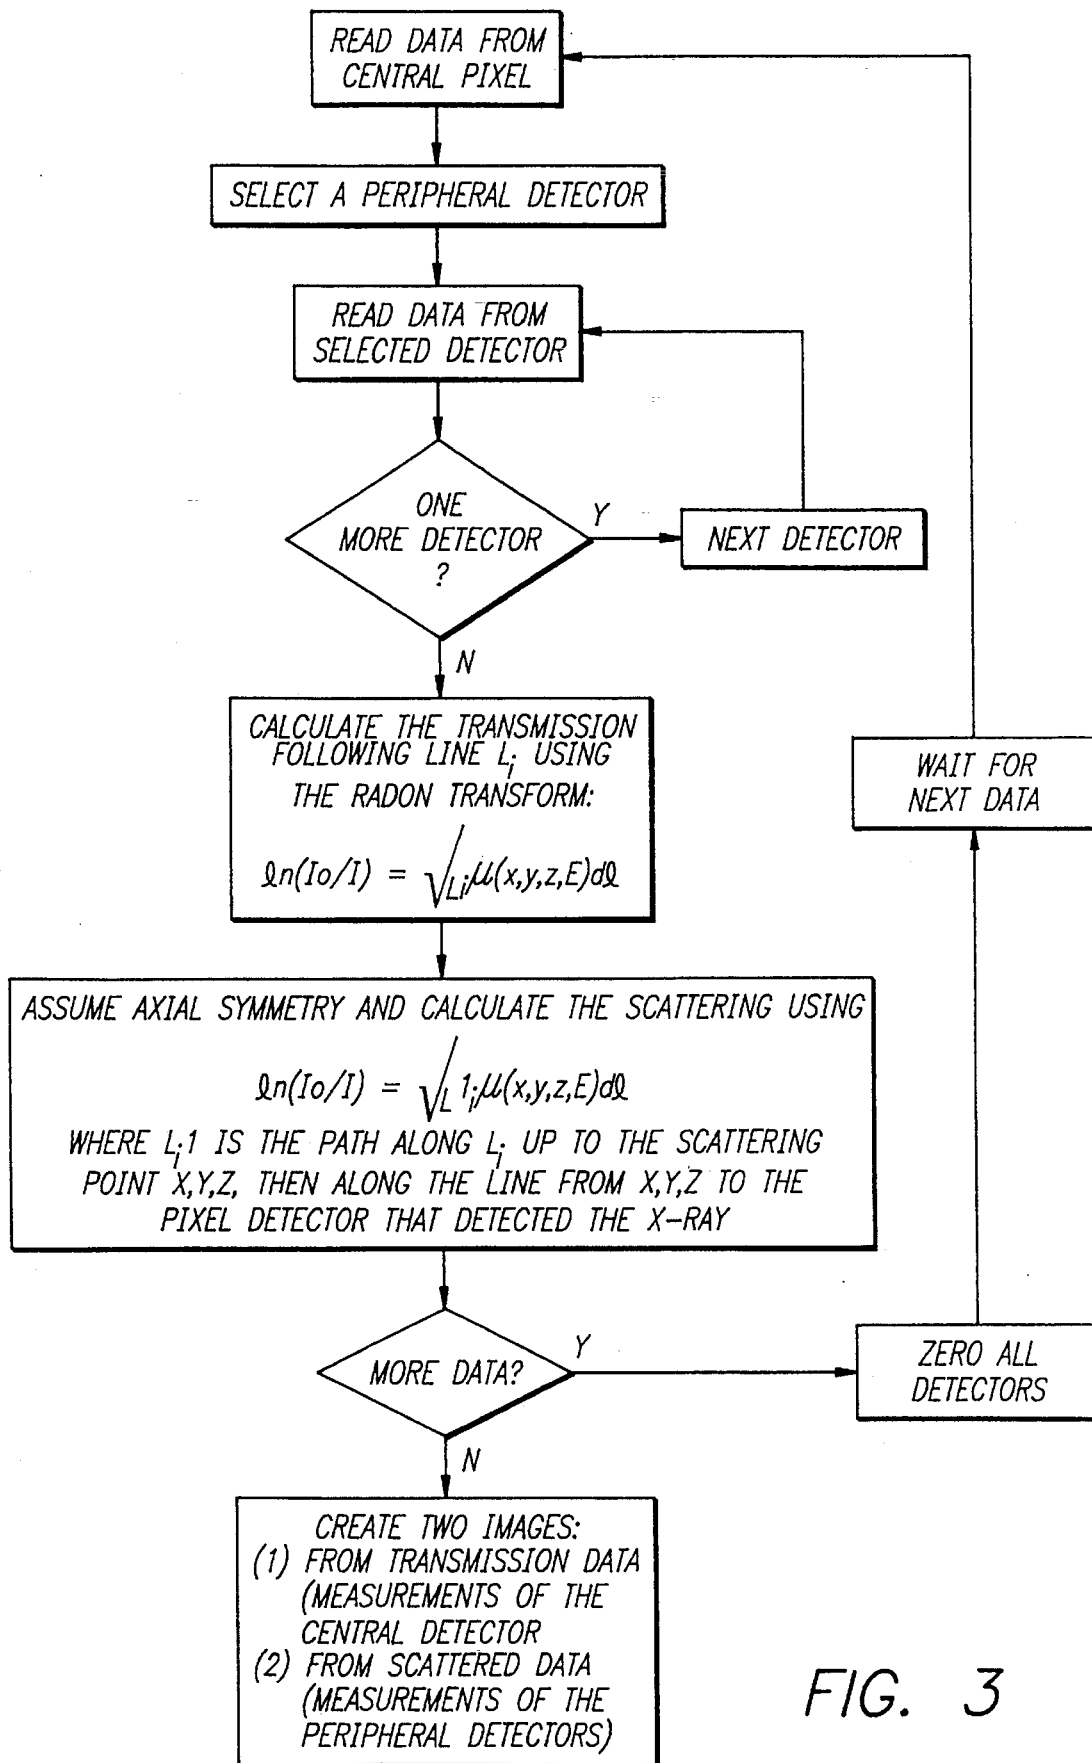 READ DATA FROM
CENTRAL PIXEL
SELECT A PERIPHERAL DETECTOR
READ DATA FROM
SELECTED DETECTOR
ONE
MORE DETECTOR
?
Y
NEXT DETECTOR
N
CALCULATE THE TRANSMISSION
FOLLOWING LINE Li USING
THE RADON TRANSFORM:
ln(Io/I) = √Li μ(x,y,z,E)dl
WAIT FOR
NEXT DATA
ASSUME AXIAL SYMMETRY AND CALCULATE THE SCATTERING USING
ln(Io/I) = √L 1i μ(x,y,z,E)dl
WHERE Li1 IS THE PATH ALONG Li UP TO THE SCATTERING
POINT X,Y,Z, THEN ALONG THE LINE FROM X,Y,Z TO THE
PIXEL DETECTOR THAT DETECTED THE X-RAY
MORE DATA?
Y
ZERO ALL
DETECTORS
N
CREATE TWO IMAGES:
(1) FROM TRANSMISSION DATA
(MEASUREMENTS OF THE
CENTRAL DETECTOR
(2) FROM SCATTERED DATA
(MEASUREMENTS OF THE
PERIPHERAL DETECTORS)
FIG. 3